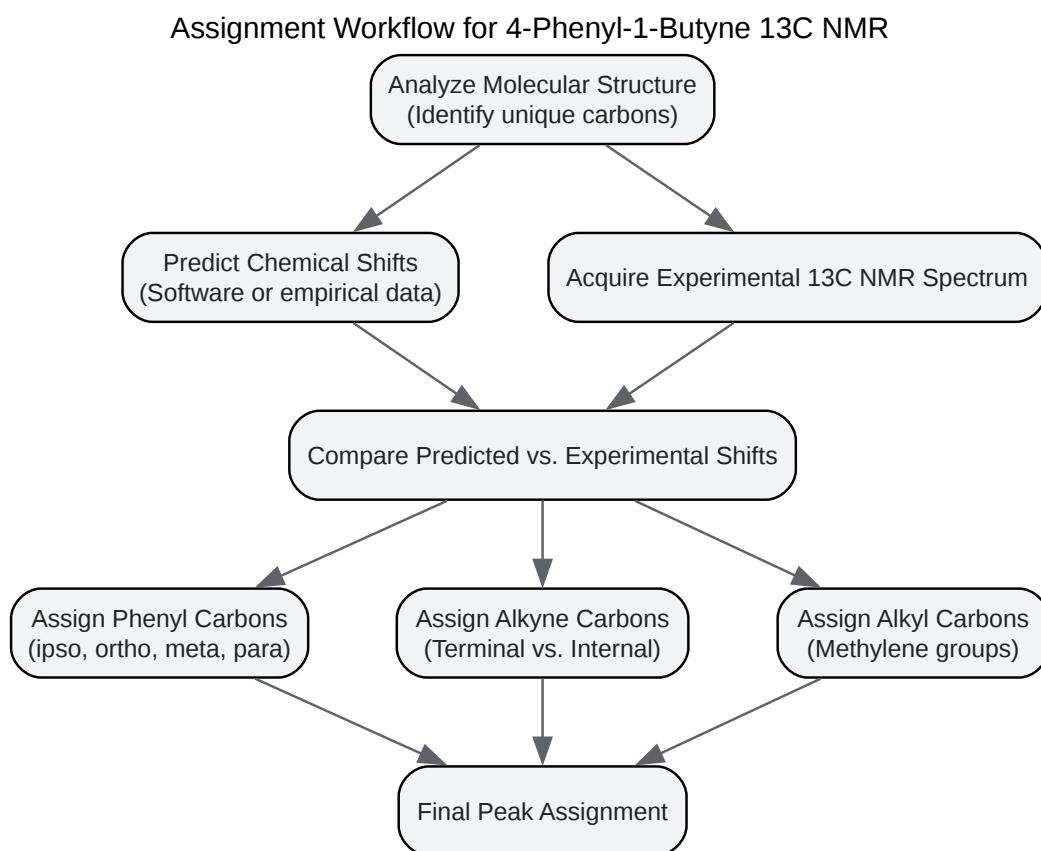 Assignment Workflow for 4-Phenyl-1-Butyne 13C NMR
Analyze Molecular Structure
(Identify unique carbons)
Predict Chemical Shifts
(Software or empirical data)
Acquire Experimental 13C NMR Spectrum
Compare Predicted vs. Experimental Shifts
Assign Phenyl Carbons
(ipso, ortho, meta, para)
Assign Alkyne Carbons
(Terminal vs. Internal)
Assign Alkyl Carbons
(Methylene groups)
Final Peak Assignment